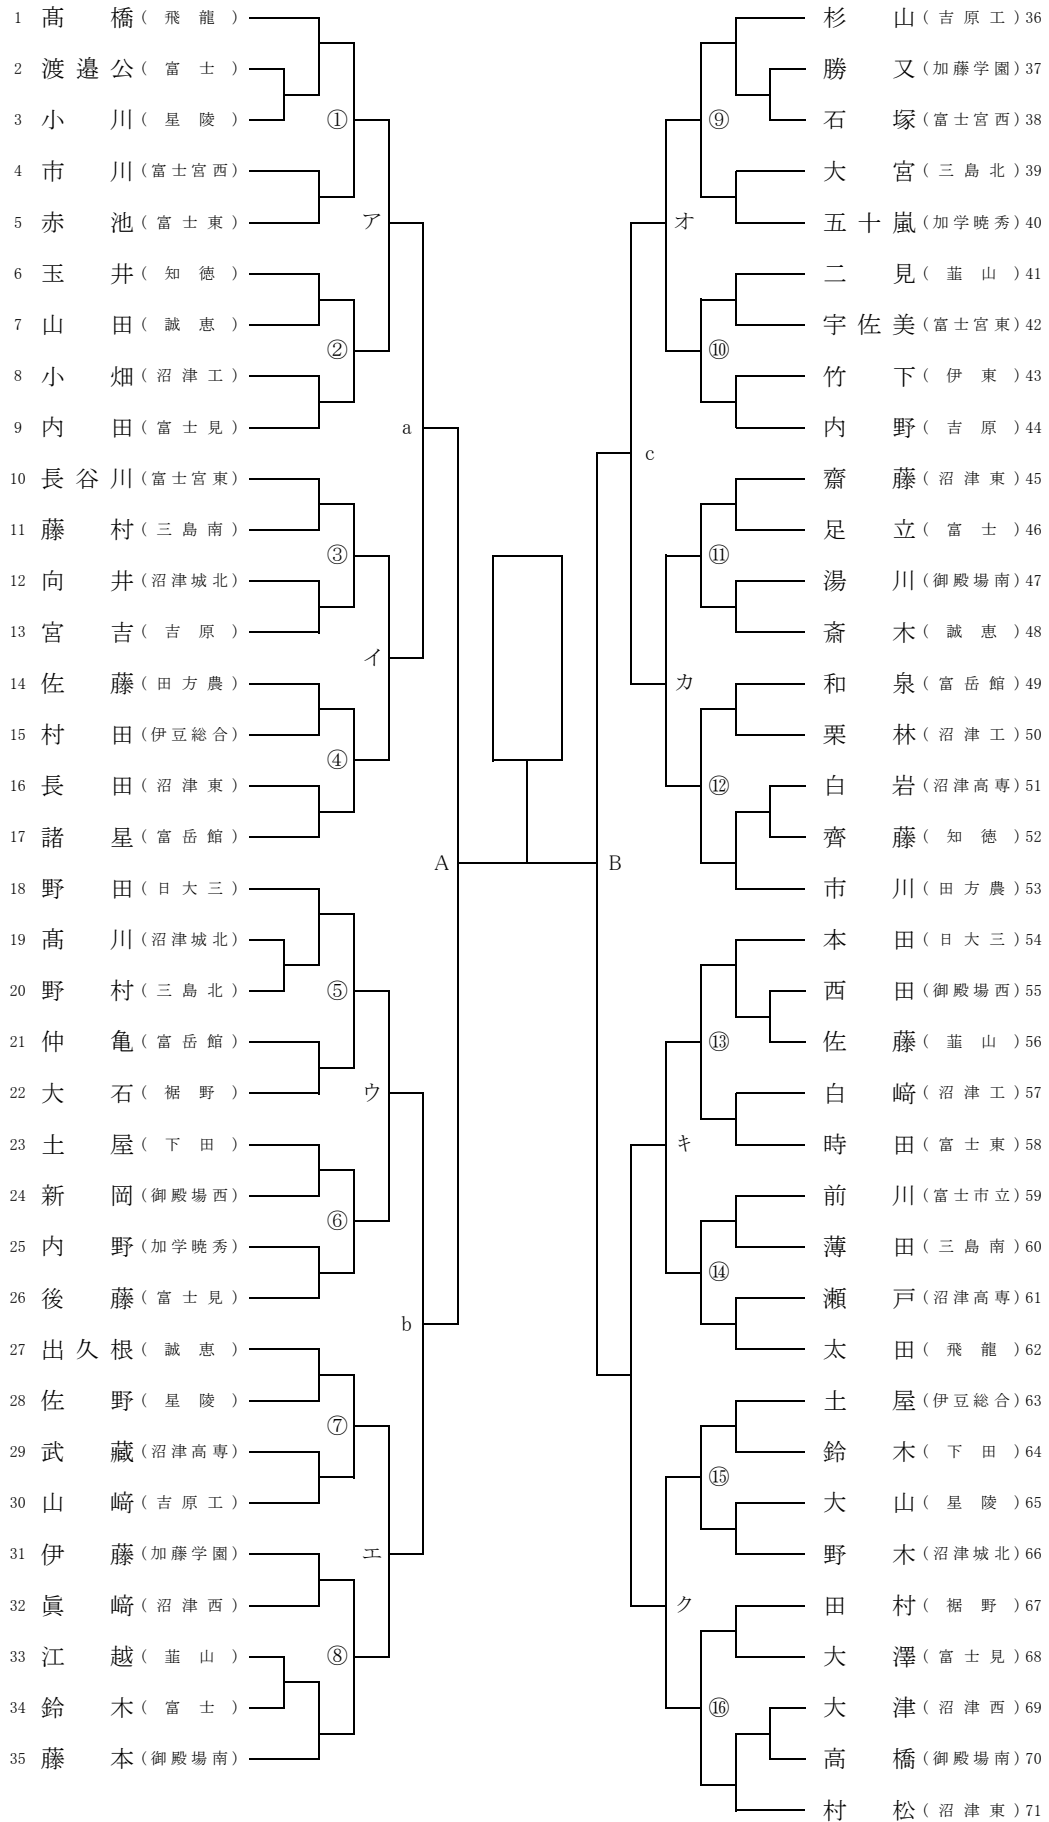 1 髙橋(飛龍)
2 渡邉公(富士)
3 小川(星陵)
4 市川(富士宮西)
5 赤池(富士東)
6 玉井(知徳)
7 山田(誠恵)
8 小畑(沼津工)
9 内田(富士見)
10 長谷川(富士宮東)
11 藤村(三島南)
12 向井(沼津城北)
13 宮吉(吉原)
14 佐藤(田方農)
15 村田(伊豆総合)
16 長田(沼津東)
17 諸星(富岳館)
18 野田(日大三)
19 髙川(沼津城北)
20 野村(三島北)
21 仲亀(富岳館)
22 大石(裾野)
23 土屋(下田)
24 新岡(御殿場西)
25 内野(加学暁秀)
26 後藤(富士見)
27 出久根(誠恵)
28 佐野(星陵)
29 武藏(沼津高専)
30 山﨑(吉原工)
31 伊藤(加藤学園)
32 眞﨑(沼津西)
33 江越(韮山)
34 鈴木(富士)
35 藤本(御殿場南)
①
②
③
④
⑤
⑥
⑦
⑧
ア
イ
ウ
エ
a
b
A
B
c
オ
カ
キ
ク
⑨
⑩
⑪
⑫
⑬
⑭
⑮
⑯
杉山(吉原工)36
勝又(加藤学園)37
石塚(富士宮西)38
大宮(三島北)39
五十嵐(加学暁秀)40
二見(韮山)41
宇佐美(富士宮東)42
竹下(伊東)43
内野(吉原)44
齋藤(沼津東)45
足立(富士)46
湯川(御殿場南)47
斎木(誠恵)48
和泉(富岳館)49
栗林(沼津工)50
白岩(沼津高専)51
齊藤(知徳)52
市川(田方農)53
本田(日大三)54
西田(御殿場西)55
佐藤(韮山)56
白﨑(沼津工)57
時田(富士東)58
前川(富士市立)59
薄田(三島南)60
瀬戸(沼津高専)61
太田(飛龍)62
土屋(伊豆総合)63
鈴木(下田)64
大山(星陵)65
野木(沼津城北)66
田村(裾野)67
大澤(富士見)68
大津(沼津西)69
高橋(御殿場南)70
村松(沼津東)71